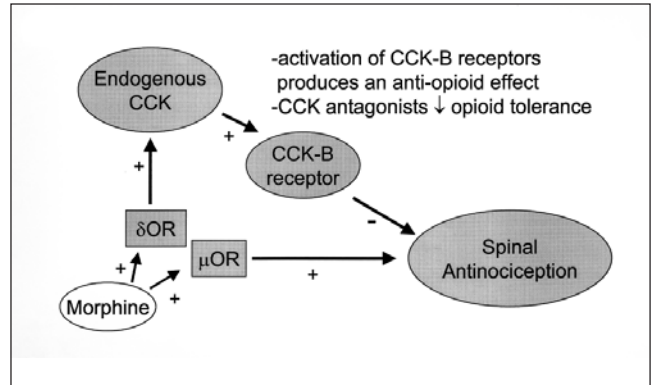 Endogenous
CCK
-activation of CCK-B receptors
produces an anti-opioid effect
-CCK antagonists ↓ opioid tolerance
+
CCK-B
receptor
+
-
δOR
μOR
+
Spinal
Antinociception
+
+
Morphine